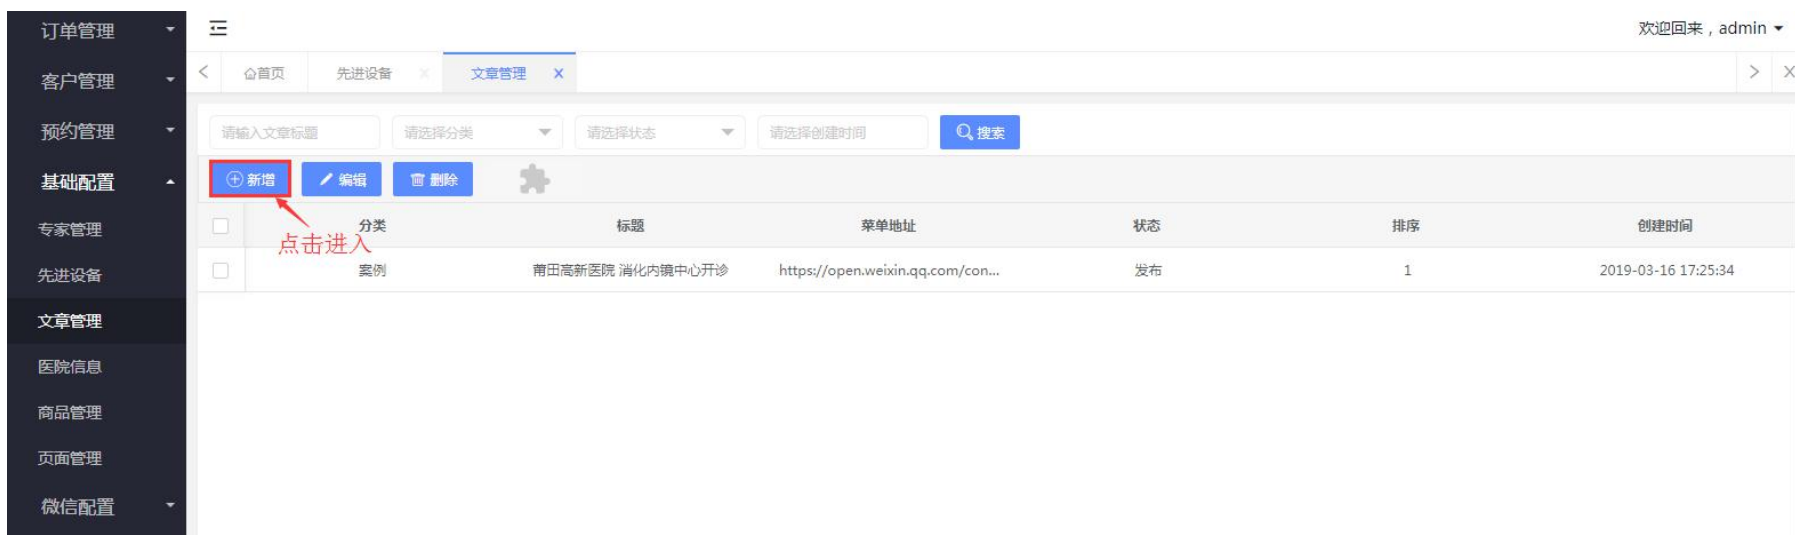 订单管理
欢迎回来，admin
客户管理
首页 先进设备 X 文章管理 X
预约管理
请输入文章标题 请选择分类 请选择状态 请选择创建时间 搜索
基础配置
新增 编辑 删除
点击进入
分类 标题 菜单地址 状态 排序 创建时间
案例 莆田高新医院 消化内镜中心开诊 https://open.weixin.qq.com/con... 发布 1 2019-03-16 17:25:34
专家管理
先进设备
文章管理
医院信息
商品管理
页面管理
微信配置